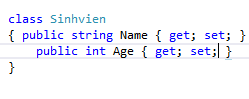 class Sinhvien
{ public string Name { get; set; }
public int Age { get; set; }
}